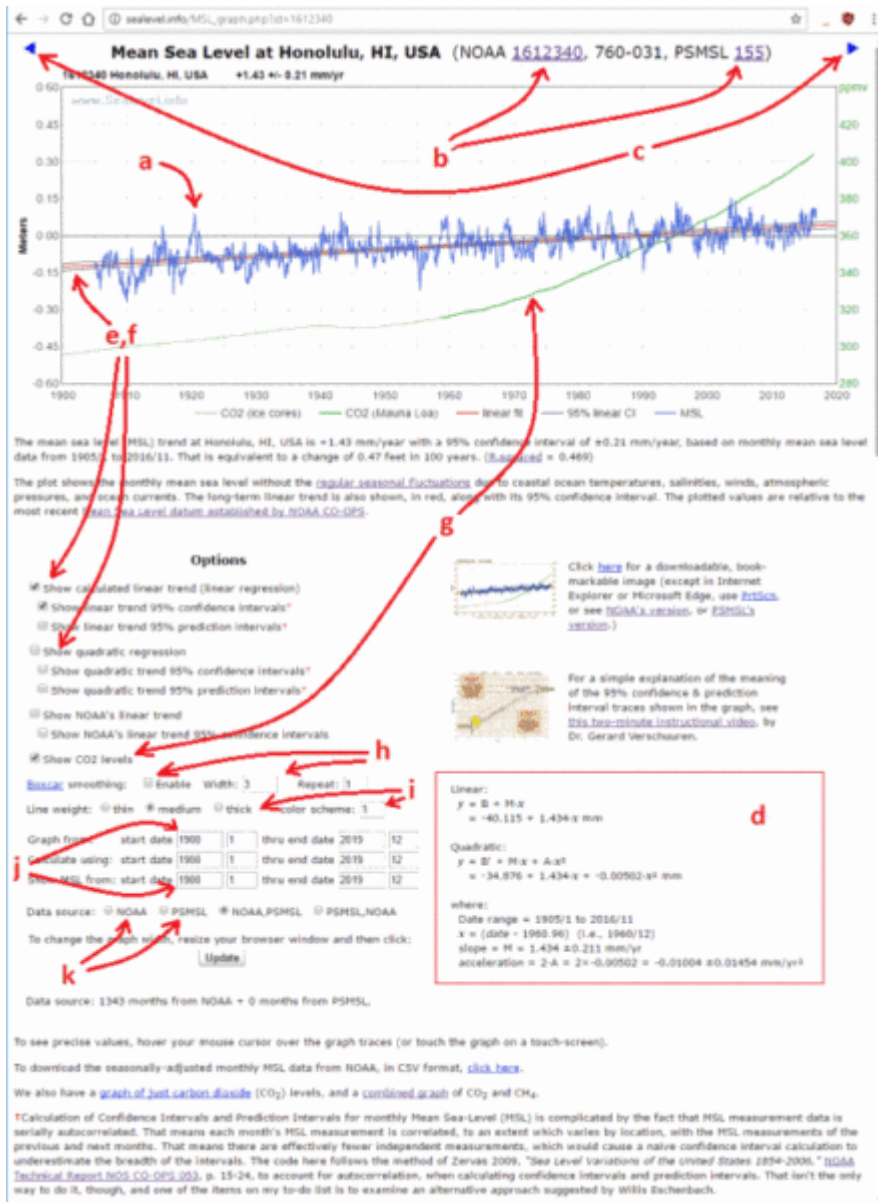 sealevel.info/MSL_graph.php?id=1612340
Mean Sea Level at Honolulu, HI, USA (NOAA 1612340, 760-031, PSMSL 155)
1612340 Honolulu, HI, USA +1.43 +/- 0.21 mm/yr
0.60 ppmv
www.SeaLevel.info
0.45 420
b
c
a
0.30 400
0.15 380
Meters
0.00 360
-0.15 340
-0.30 320
e,f
-0.45 300
-0.60 280
1900 1910 1920 1930 1940 1950 1960 1970 1980 1990 2000 2010 2020
CO2 (ice cores) CO2 (Mauna Loa) linear fit 95% linear CI MSL
The mean sea level (MSL) trend at Honolulu, HI, USA is +1.43 mm/year with a 95% confidence interval of ±0.21 mm/year, based on monthly mean sea level
data from 1905/1 to 2016/11. That is equivalent to a change of 0.47 feet in 100 years. (R-squared = 0.469)
The plot shows the monthly mean sea level without the regular seasonal fluctuations due to coastal ocean temperatures, salinities, winds, atmospheric
pressures, and ocean currents. The long-term linear trend is also shown, in red, along with its 95% confidence interval. The plotted values are relative to the
most recent Mean Sea Level datum established by NOAA CO-OPS.
g
Options
Show calculated linear trend (linear regression)
Show linear trend 95% confidence intervals†
Show linear trend 95% prediction intervals†
Show quadratic regression
Show quadratic trend 95% confidence intervals†
Show quadratic trend 95% prediction intervals†
Show NOAA's linear trend
Show NOAA's linear trend 95% confidence intervals
Show CO2 levels
h
Boxcar smoothing: Enable Width: 3 Repeat: 1
i
Line weight: thin medium thick color scheme: 1
Graph from: start date 1900 1 thru end date 2019 12
j
Calculate using: start date 1900 1 thru end date 2019 12
Show MSL from: start date 1900 1 thru end date 2019 12
Data source: NOAA PSMSL NOAA,PSMSL PSMSL,NOAA
k
To change the graph width, resize your browser window and then click:
Update
Data source: 1343 months from NOAA + 0 months from PSMSL.
Click here for a downloadable, book-
markable image (except in Internet
Explorer or Microsoft Edge, use PrtScn,
or see NOAA's version, or PSMSL's
version.)
For a simple explanation of the meaning
of the 95% confidence & prediction
interval traces shown in the graph, see
this two-minute instructional video, by
Dr. Gerard Verschuuren.
d
Linear:
y = B + M·x
= -40.115 + 1.434·x mm
Quadratic:
y = B' + M·x + A·x²
= -34.876 + 1.434·x + -0.00502·x² mm
where:
Date range = 1905/1 to 2016/11
x = (date - 1960.96) (i.e., 1960/12)
slope = M = 1.434 ±0.211 mm/yr
acceleration = 2·A = 2×-0.00502 = -0.01004 ±0.01454 mm/yr²
To see precise values, hover your mouse cursor over the graph traces (or touch the graph on a touch-screen).
To download the seasonally-adjusted monthly MSL data from NOAA, in CSV format, click here.
We also have a graph of just carbon dioxide (CO₂) levels, and a combined graph of CO₂ and CH₄.
†Calculation of Confidence Intervals and Prediction Intervals for monthly Mean Sea-Level (MSL) is complicated by the fact that MSL measurement data is
serially autocorrelated. That means each month's MSL measurement is correlated, to an extent which varies by location, with the MSL measurements of the
previous and next months. That means there are effectively fewer independent measurements, which would cause a naive confidence interval calculation to
underestimate the breadth of the intervals. The code here follows the method of Zervas 2009, "Sea Level Variations of the United States 1854-2006," NOAA
Technical Report NOS CO-OPS 053, p. 15-24, to account for autocorrelation, when calculating confidence intervals and prediction intervals. That isn't the only
way to do it, though, and one of the items on my to-do list is to examine an alternative approach suggested by Willis Eschenbach.